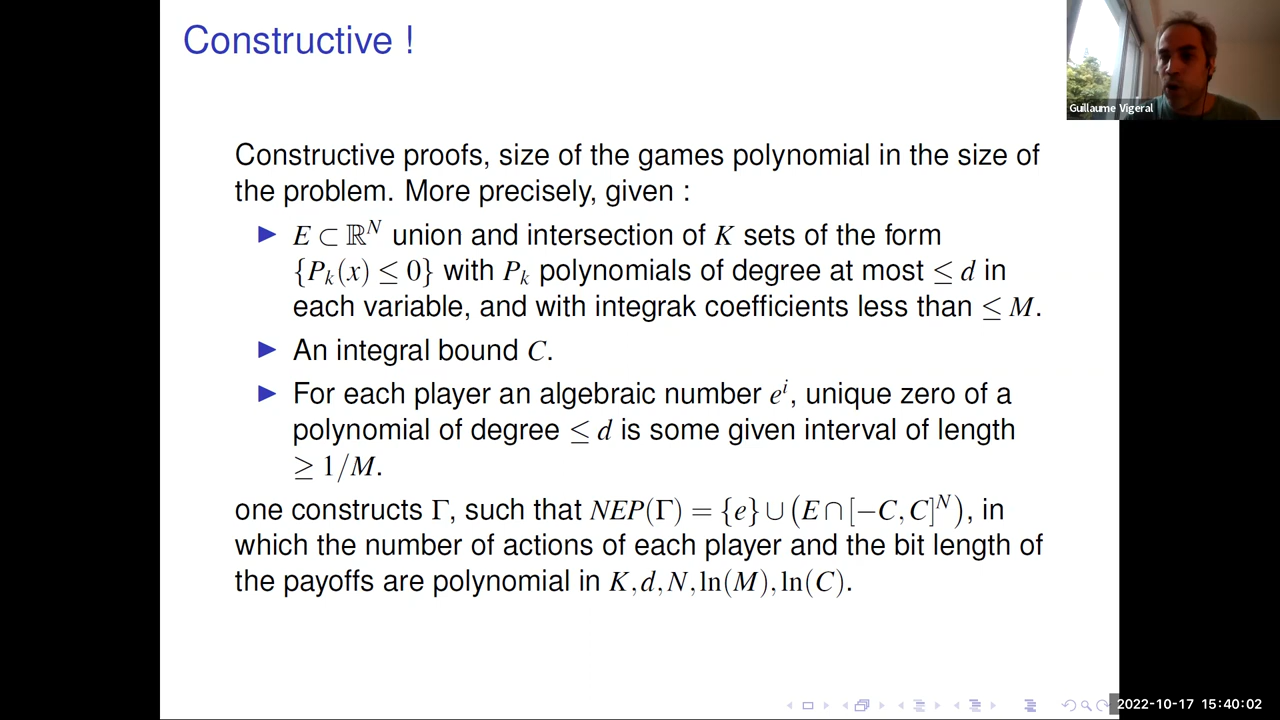 Constructive !
Guillaume Vigeral
Constructive proofs, size of the games polynomial in the size of
the problem. More precisely, given :
▶ E ⊂ ℝ^N union and intersection of K sets of the form
{P_k(x) ≤ 0} with P_k polynomials of degree at most ≤ d in
each variable, and with integrak coefficients less than ≤ M.
▶ An integral bound C.
▶ For each player an algebraic number e^i, unique zero of a
polynomial of degree ≤ d is some given interval of length
≥ 1/M.
one constructs Γ, such that NEP(Γ) = {e} ∪ (E ∩ [−C, C]^N), in
which the number of actions of each player and the bit length of
the payoffs are polynomial in K, d, N, ln(M), ln(C).
2022-10-17 15:40:02